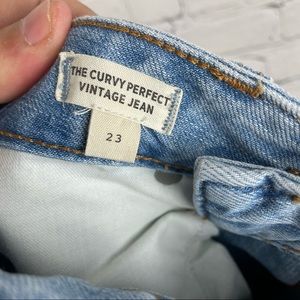 THE CURVY PERFECT
VINTAGE JEAN
23